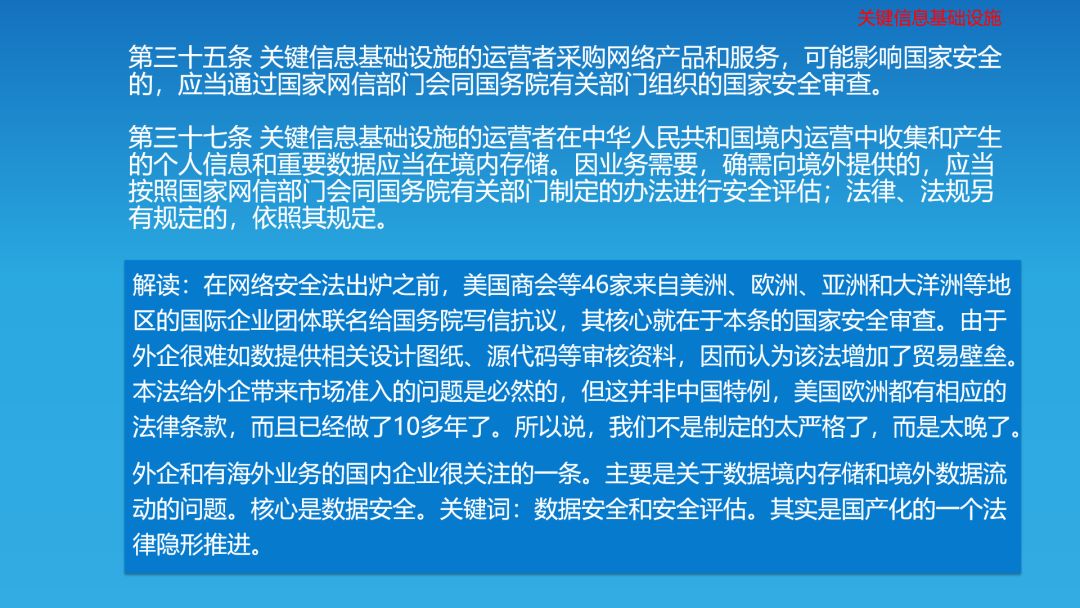 关键信息基础设施
第三十五条 关键信息基础设施的运营者采购网络产品和服务，可能影响国家安全
的，应当通过国家网信部门会同国务院有关部门组织的国家安全审查。
第三十七条 关键信息基础设施的运营者在中华人民共和国境内运营中收集和产生
的个人信息和重要数据应当在境内存储。因业务需要，确需向境外提供的，应当
按照国家网信部门会同国务院有关部门制定的办法进行安全评估；法律、法规另
有规定的，依照其规定。
解读：在网络安全法出炉之前，美国商会等46家来自美洲、欧洲、亚洲和大洋洲等地
区的国际企业团体联名给国务院写信抗议，其核心就在于本条的国家安全审查。由于
外企很难如数提供相关设计图纸、源代码等审核资料，因而认为该法增加了贸易壁垒。
本法给外企带来市场准入的问题是必然的，但这并非中国特例，美国欧洲都有相应的
法律条款，而且已经做了10多年了。所以说，我们不是制定的太严格了，而是太晚了。
外企和有海外业务的国内企业很关注的一条。主要是关于数据境内存储和境外数据流
动的问题。核心是数据安全。关键词：数据安全和安全评估。其实是国产化的一个法
律隐形推进。